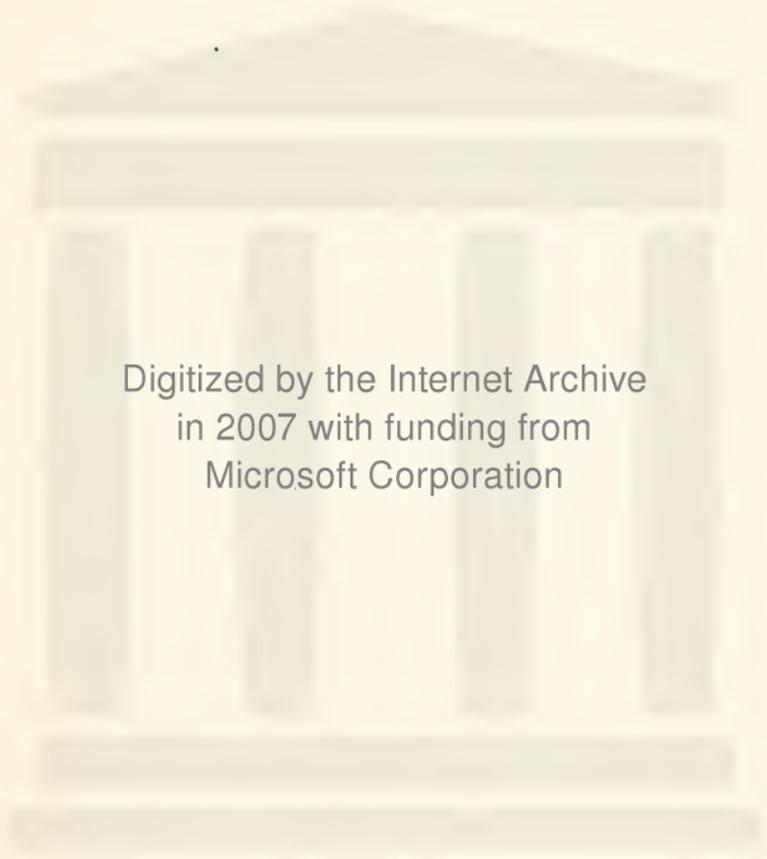 Digitized by the Internet Archive
in 2007 with funding from
Microsoft Corporation